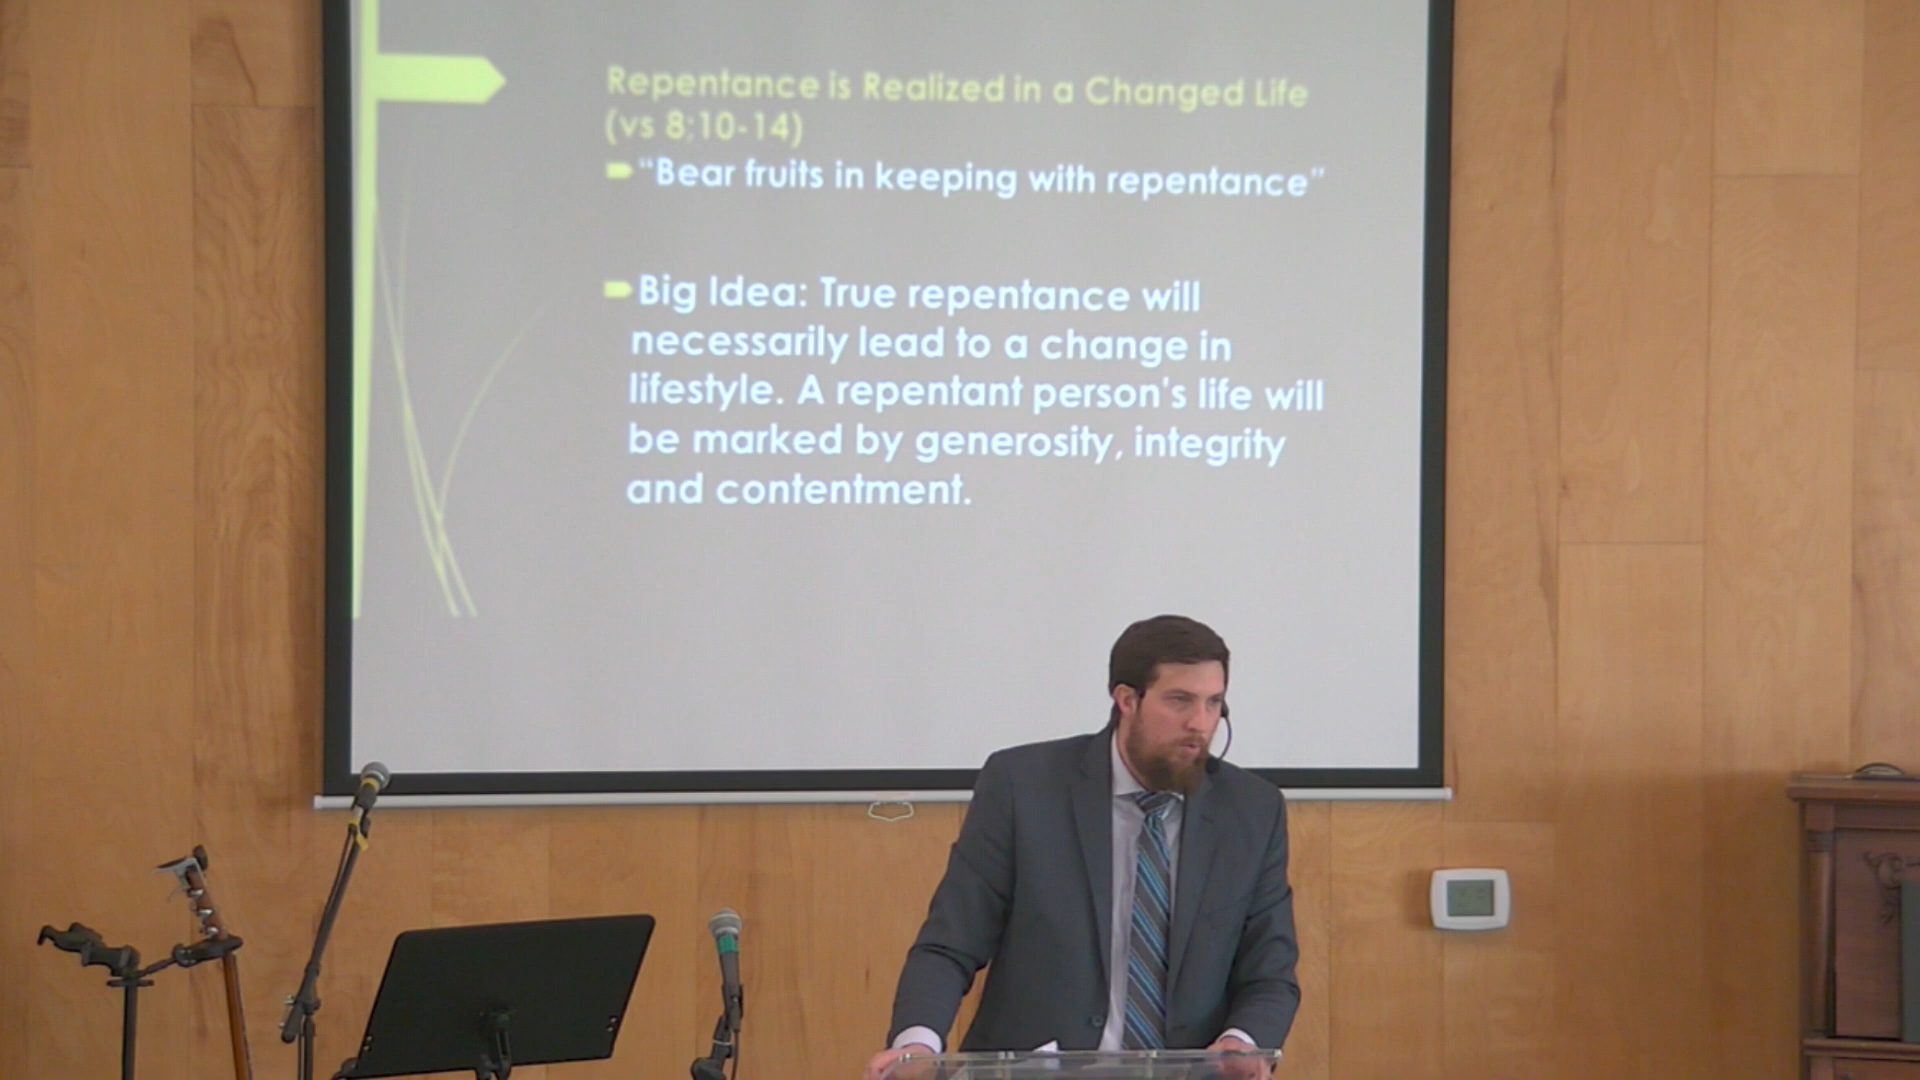 Repentance is Realized in a Changed Life
(vs 8;10-14)
"Bear fruits in keeping with repentance"
Big Idea: True repentance will
necessarily lead to a change in
lifestyle. A repentant person's life will
be marked by generosity, integrity
and contentment.